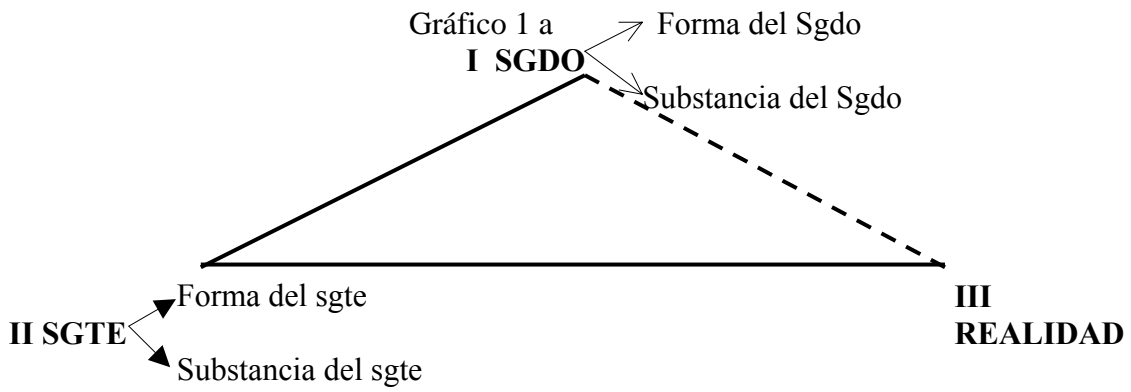 Gráfico 1 a
Forma del Sgdo
I SGDO
Substancia del Sgdo
Forma del sgte
II SGTE
Substancia del sgte
III
REALIDAD